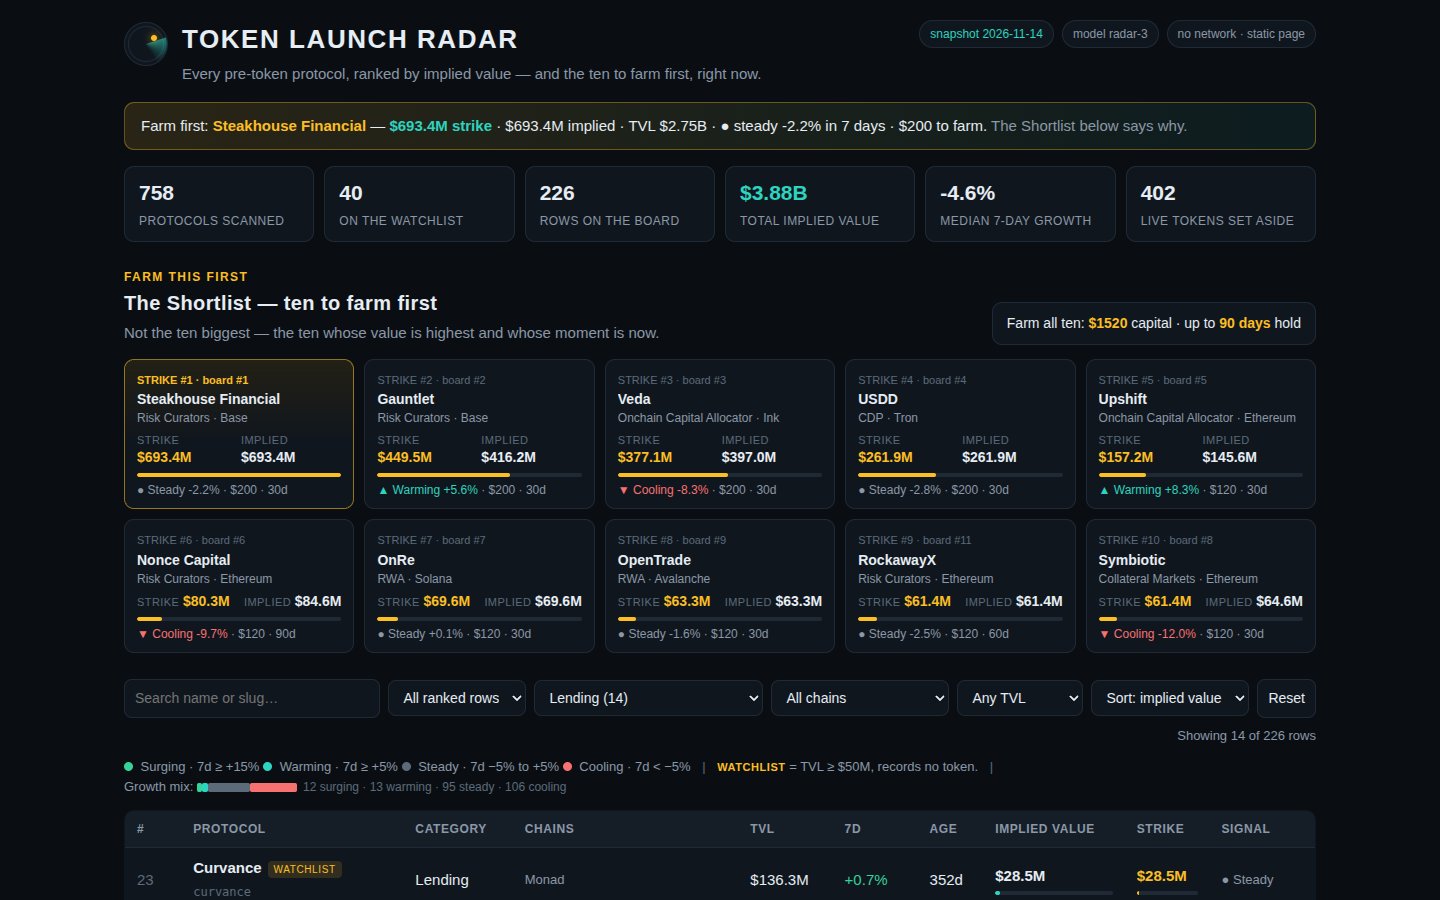 TOKEN LAUNCH RADAR
Every pre-token protocol, ranked by implied value — and the ten to farm first, right now.
snapshot 2026-11-14
model radar-3
no network · static page
Farm first: Steakhouse Financial — $693.4M strike · $693.4M implied · TVL $2.75B · ● steady -2.2% in 7 days · $200 to farm. The Shortlist below says why.
758
PROTOCOLS SCANNED
40
ON THE WATCHLIST
226
ROWS ON THE BOARD
$3.88B
TOTAL IMPLIED VALUE
-4.6%
MEDIAN 7-DAY GROWTH
402
LIVE TOKENS SET ASIDE
FARM THIS FIRST
The Shortlist — ten to farm first
Not the ten biggest — the ten whose value is highest and whose moment is now.
Farm all ten: $1520 capital · up to 90 days hold
STRIKE #1 · board #1
Steakhouse Financial
Risk Curators · Base
STRIKE IMPLIED
$693.4M $693.4M
● Steady -2.2% · $200 · 30d
STRIKE #2 · board #2
Gauntlet
Risk Curators · Base
STRIKE IMPLIED
$449.5M $416.2M
▲ Warming +5.6% · $200 · 30d
STRIKE #3 · board #3
Veda
Onchain Capital Allocator · Ink
STRIKE IMPLIED
$377.1M $397.0M
▼ Cooling -8.3% · $200 · 30d
STRIKE #4 · board #4
USDD
CDP · Tron
STRIKE IMPLIED
$261.9M $261.9M
● Steady -2.8% · $200 · 30d
STRIKE #5 · board #5
Upshift
Onchain Capital Allocator · Ethereum
STRIKE IMPLIED
$157.2M $145.6M
▲ Warming +8.3% · $120 · 30d
STRIKE #6 · board #6
Nonce Capital
Risk Curators · Ethereum
STRIKE $80.3M IMPLIED $84.6M
▼ Cooling -9.7% · $120 · 90d
STRIKE #7 · board #7
OnRe
RWA · Solana
STRIKE $69.6M IMPLIED $69.6M
● Steady +0.1% · $120 · 30d
STRIKE #8 · board #9
OpenTrade
RWA · Avalanche
STRIKE $63.3M IMPLIED $63.3M
● Steady -1.6% · $120 · 30d
STRIKE #9 · board #11
RockawayX
Risk Curators · Ethereum
STRIKE $61.4M IMPLIED $61.4M
● Steady -2.5% · $120 · 60d
STRIKE #10 · board #8
Symbiotic
Collateral Markets · Ethereum
STRIKE $61.4M IMPLIED $64.6M
▼ Cooling -12.0% · $120 · 30d
Search name or slug…
All ranked rows
Lending (14)
All chains
Any TVL
Sort: implied value
Reset
Showing 14 of 226 rows
Surging · 7d ≥ +15% Warming · 7d ≥ +5% Steady · 7d −5% to +5% Cooling · 7d < −5% | WATCHLIST = TVL ≥ $50M, records no token. |
Growth mix: 12 surging · 13 warming · 95 steady · 106 cooling
# PROTOCOL CATEGORY CHAINS TVL 7D AGE IMPLIED VALUE STRIKE SIGNAL
23 Curvance WATCHLIST Lending Monad $136.3M +0.7% 352d $28.5M $28.5M ● Steady
curvance